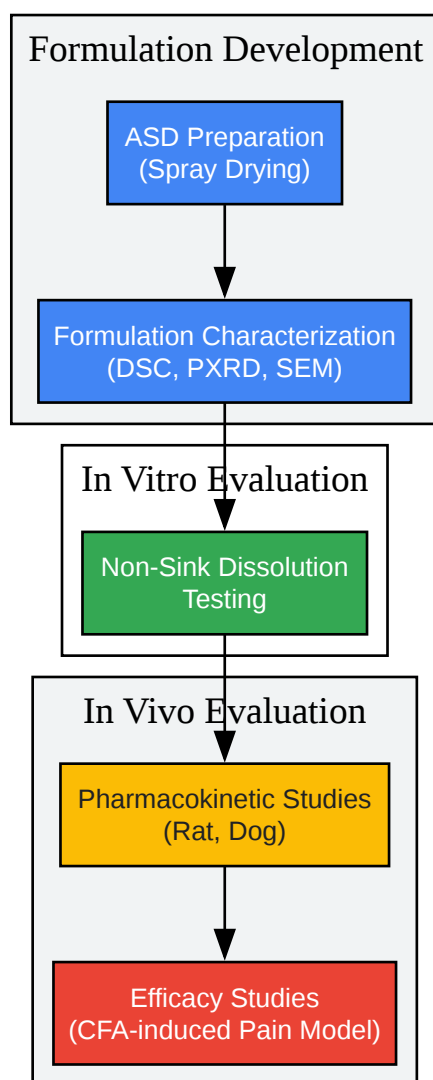 Formulation Development
ASD Preparation
(Spray Drying)
Formulation Characterization
(DSC, PXRD, SEM)
In Vitro Evaluation
Non-Sink Dissolution
Testing
In Vivo Evaluation
Pharmacokinetic Studies
(Rat, Dog)
Efficacy Studies
(CFA-induced Pain Model)